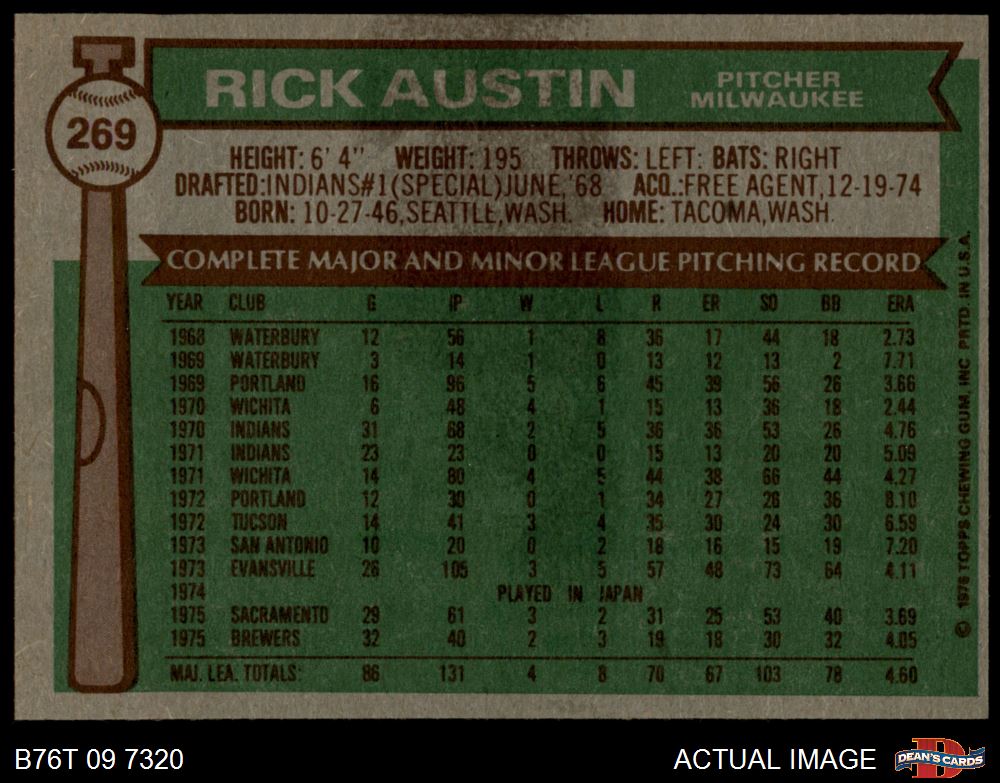 RICK AUSTIN
PITCHER
MILWAUKEE
269
HEIGHT: 6' 4" WEIGHT: 195 THROWS: LEFT: BATS: RIGHT
DRAFTED:INDIANS#1(SPECIAL)JUNE,'68 ACQ.:FREE AGENT,12-19-74
BORN: 10-27-46,SEATTLE,WASH. HOME: TACOMA,WASH.
COMPLETE MAJOR AND MINOR LEAGUE PITCHING RECORD
YEAR CLUB G IP W L R ER SO BB ERA
1968 WATERBURY 12 56 1 8 36 17 44 18 2.73
1969 WATERBURY 3 14 1 0 13 12 13 2 7.71
1969 PORTLAND 16 96 5 6 45 39 56 26 3.66
1970 WICHITA 6 48 4 1 15 13 36 18 2.44
1970 INDIANS 31 68 2 5 36 36 53 26 4.76
1971 INDIANS 23 23 0 0 15 13 20 20 5.09
1971 WICHITA 14 80 4 5 44 38 66 44 4.27
1972 PORTLAND 12 30 0 1 34 27 26 36 8.10
1972 TUCSON 14 41 3 4 35 30 24 30 6.59
1973 SAN ANTONIO 10 20 0 2 18 16 15 19 7.20
1973 EVANSVILLE 26 105 3 5 57 48 73 64 4.11
1974 PLAYED IN JAPAN
1975 SACRAMENTO 29 61 3 2 31 25 53 40 3.69
1975 BREWERS 32 40 2 3 19 18 30 32 4.05
MAJ. LEA. TOTALS: 86 131 4 8 70 67 103 78 4.60
© 1976 TOPPS CHEWING GUM, INC PRTD. IN U.S.A.
B76T 09 7320
ACTUAL IMAGE
D
DEAN'S CARDS